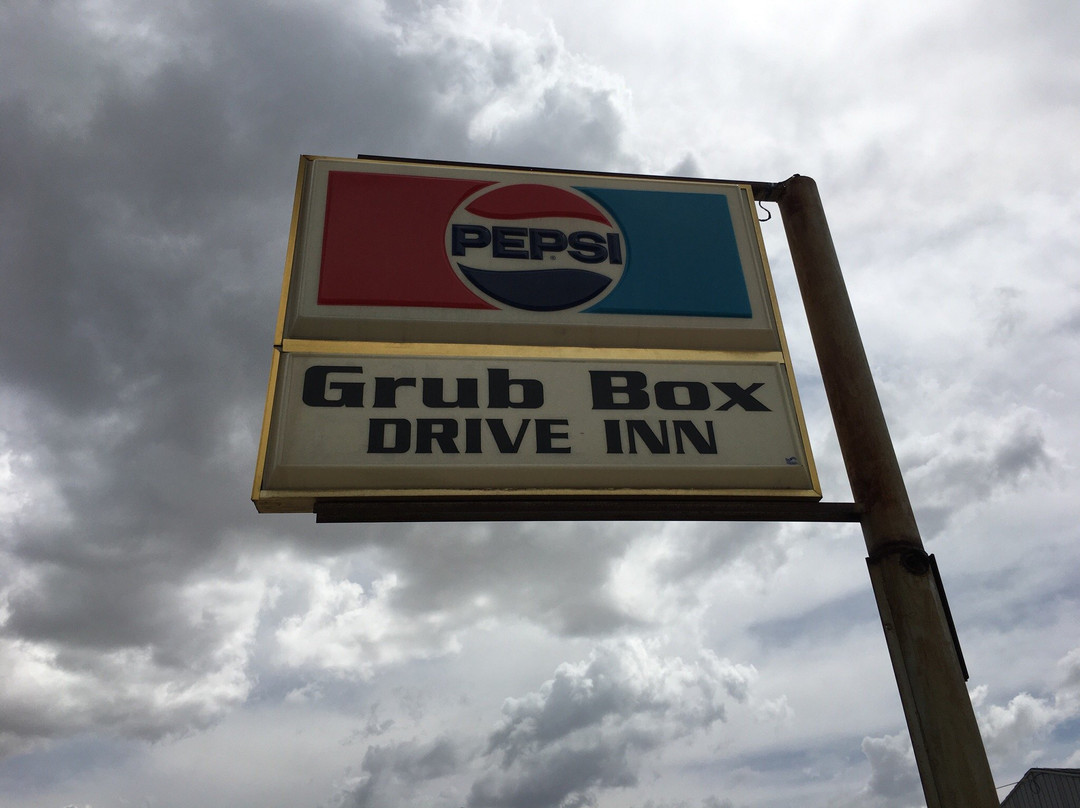 PEPSI
Grub Box
DRIVE INN